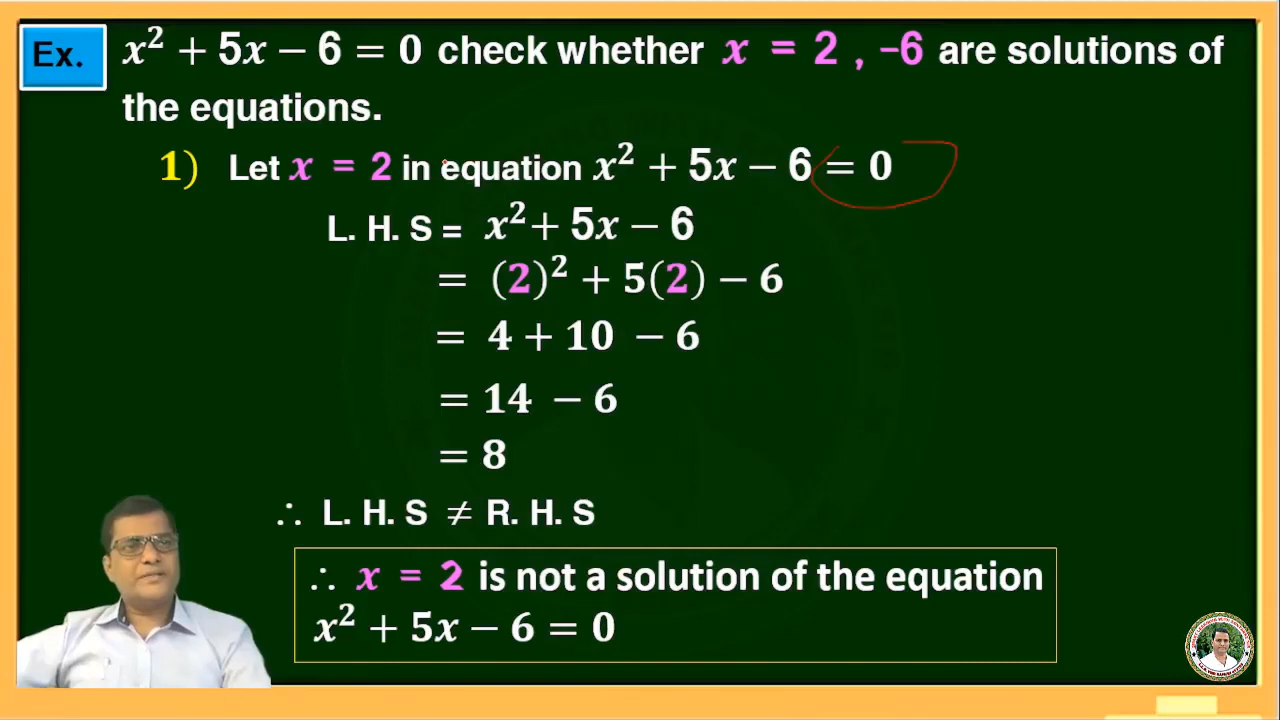 Ex. x² + 5x − 6 = 0 check whether x = 2 , −6 are solutions of
the equations.
1) Let x = 2 in equation x² + 5x − 6 = 0
L. H. S = x² + 5x − 6
= (2)² + 5(2) − 6
= 4 + 10 − 6
= 14 − 6
= 8
∴ L. H. S ≠ R. H. S
∴ x = 2 is not a solution of the equation
x² + 5x − 6 = 0